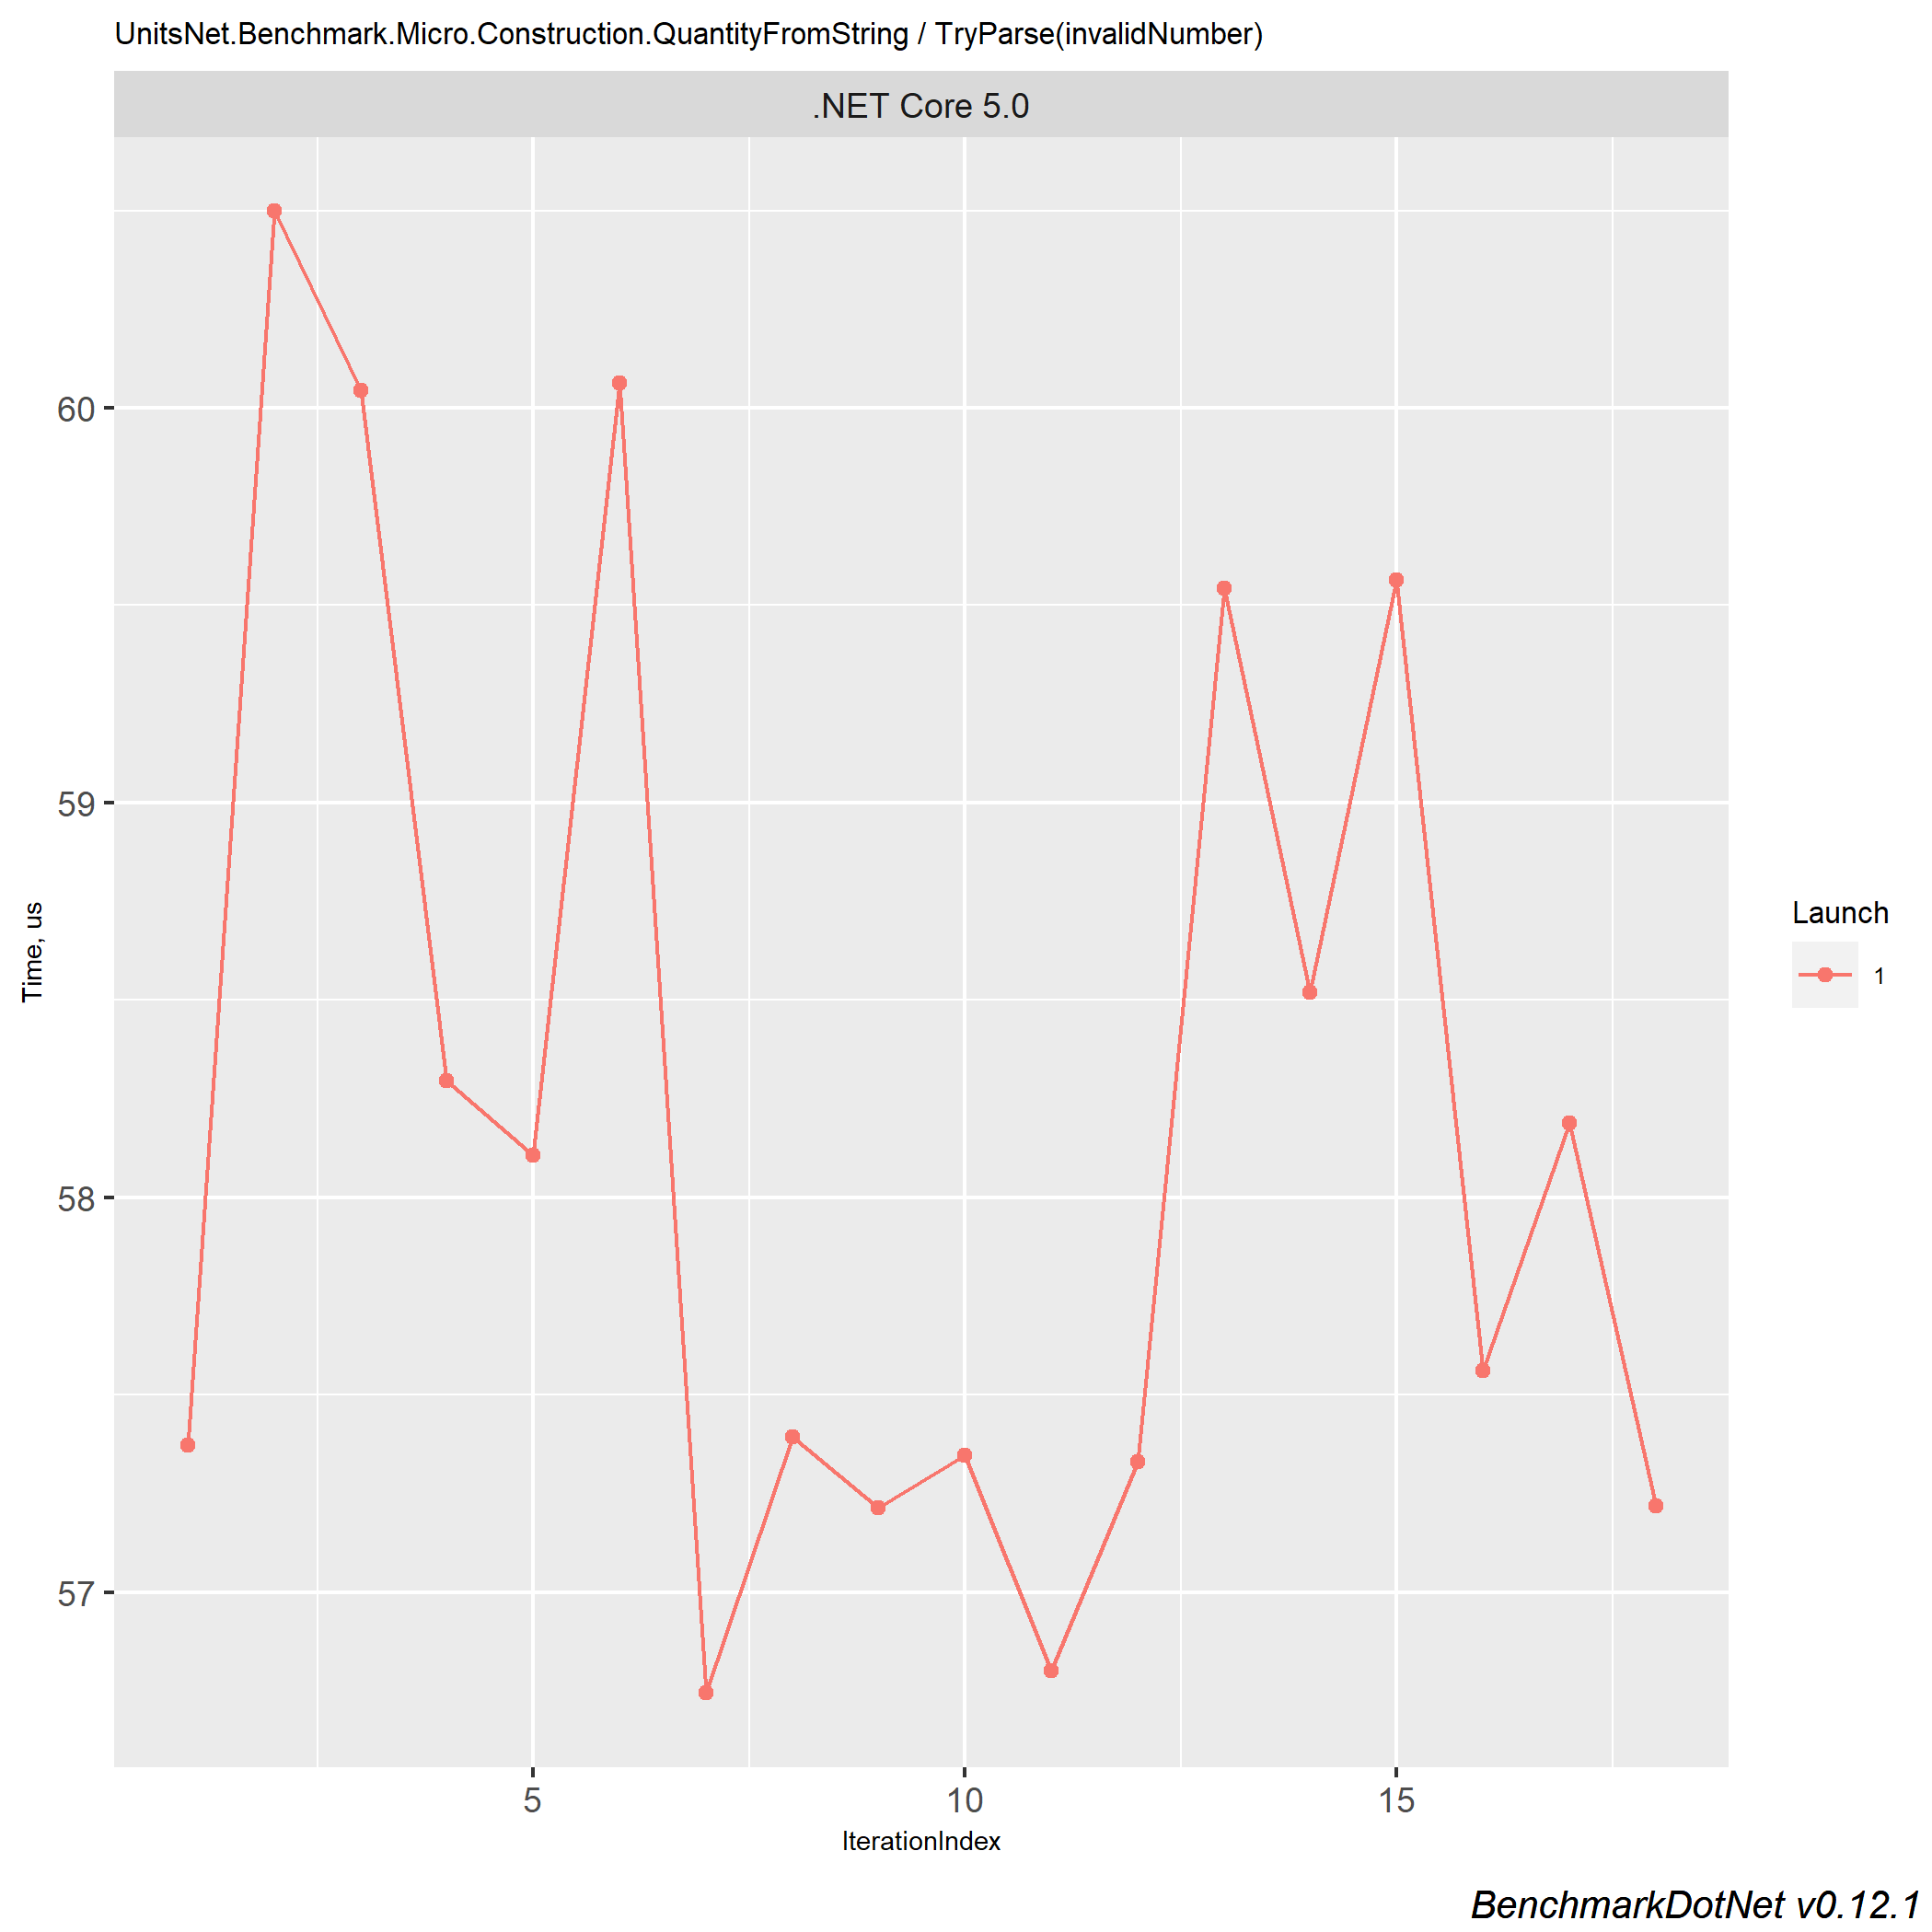 UnitsNet.Benchmark.Micro.Construction.QuantityFromString / TryParse(invalidNumber)
.NET Core 5.0
60
59
58
57
Time, us
5
10
15
IterationIndex
Launch
1
BenchmarkDotNet v0.12.1